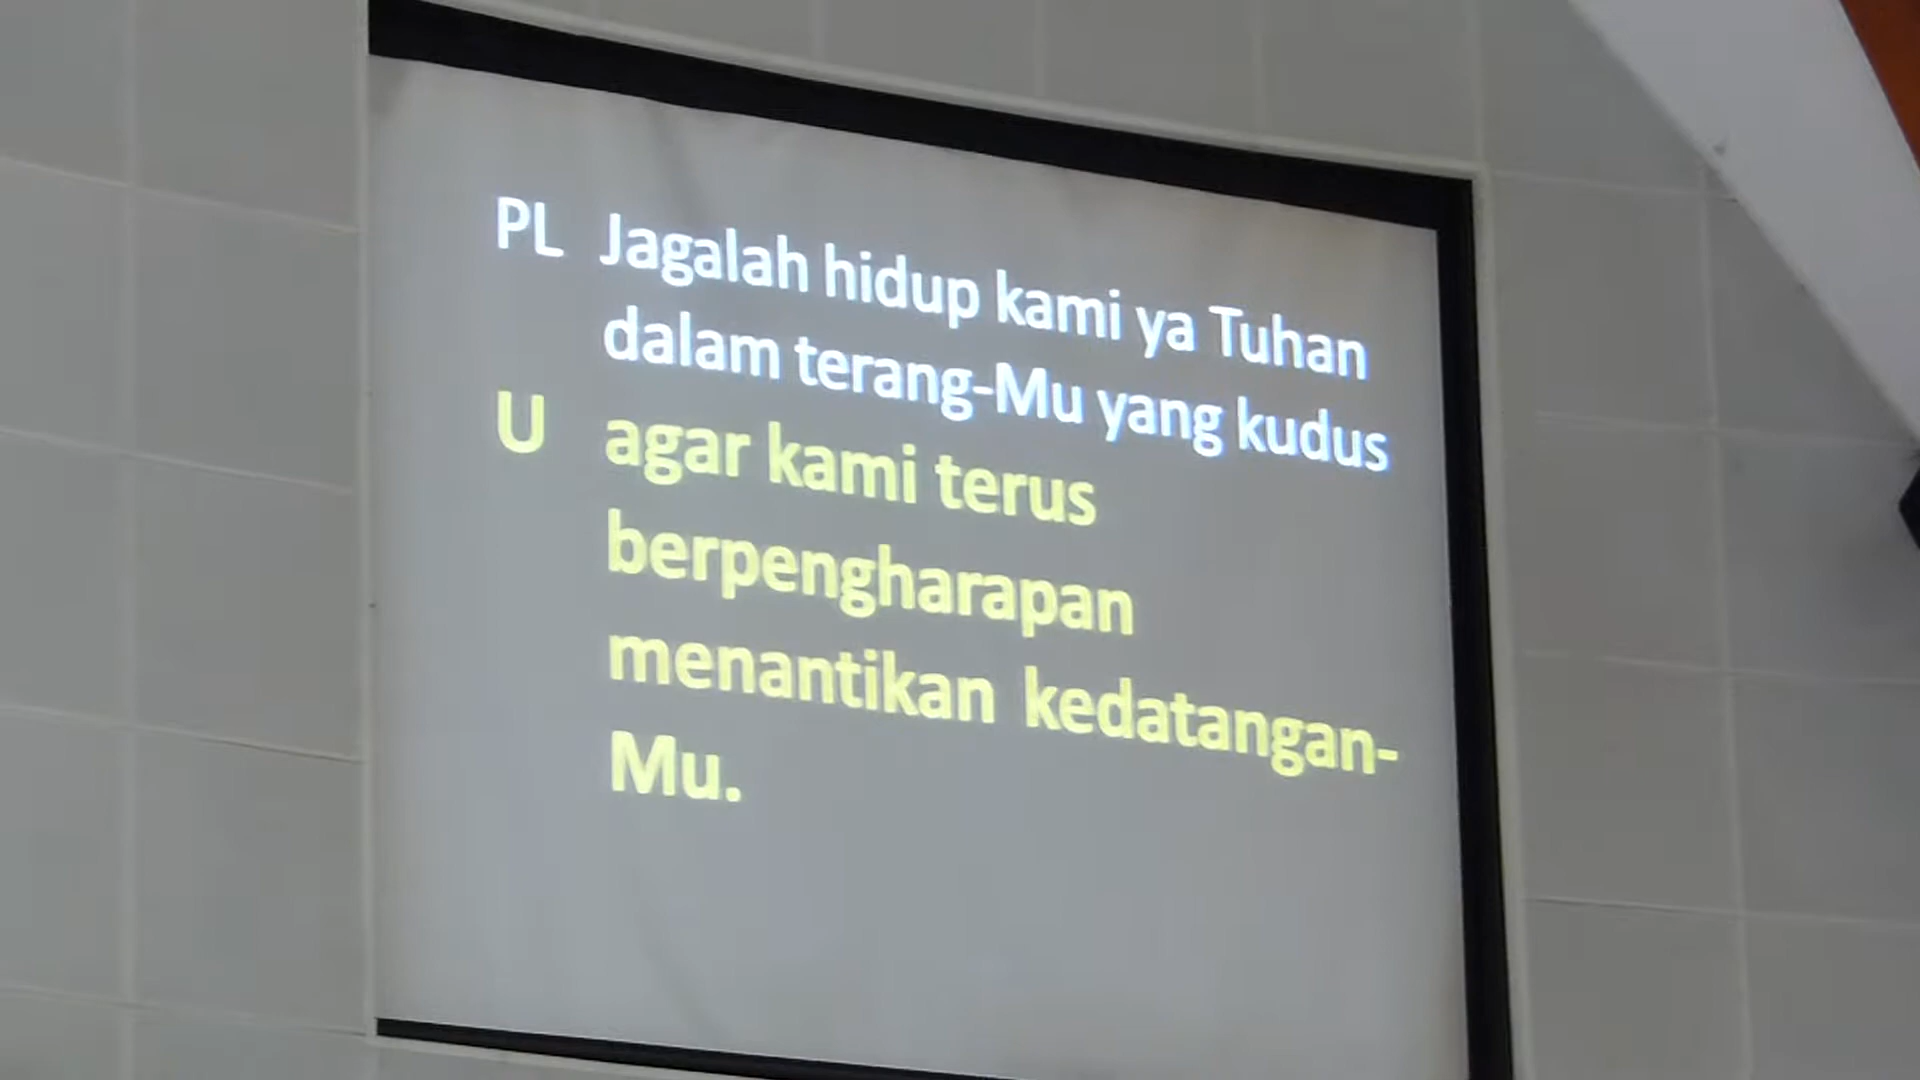 PL Jagalah hidup kami ya Tuhan
dalam terang-Mu yang kudus
U agar kami terus
berpengharapan
menantikan kedatangan-
Mu.